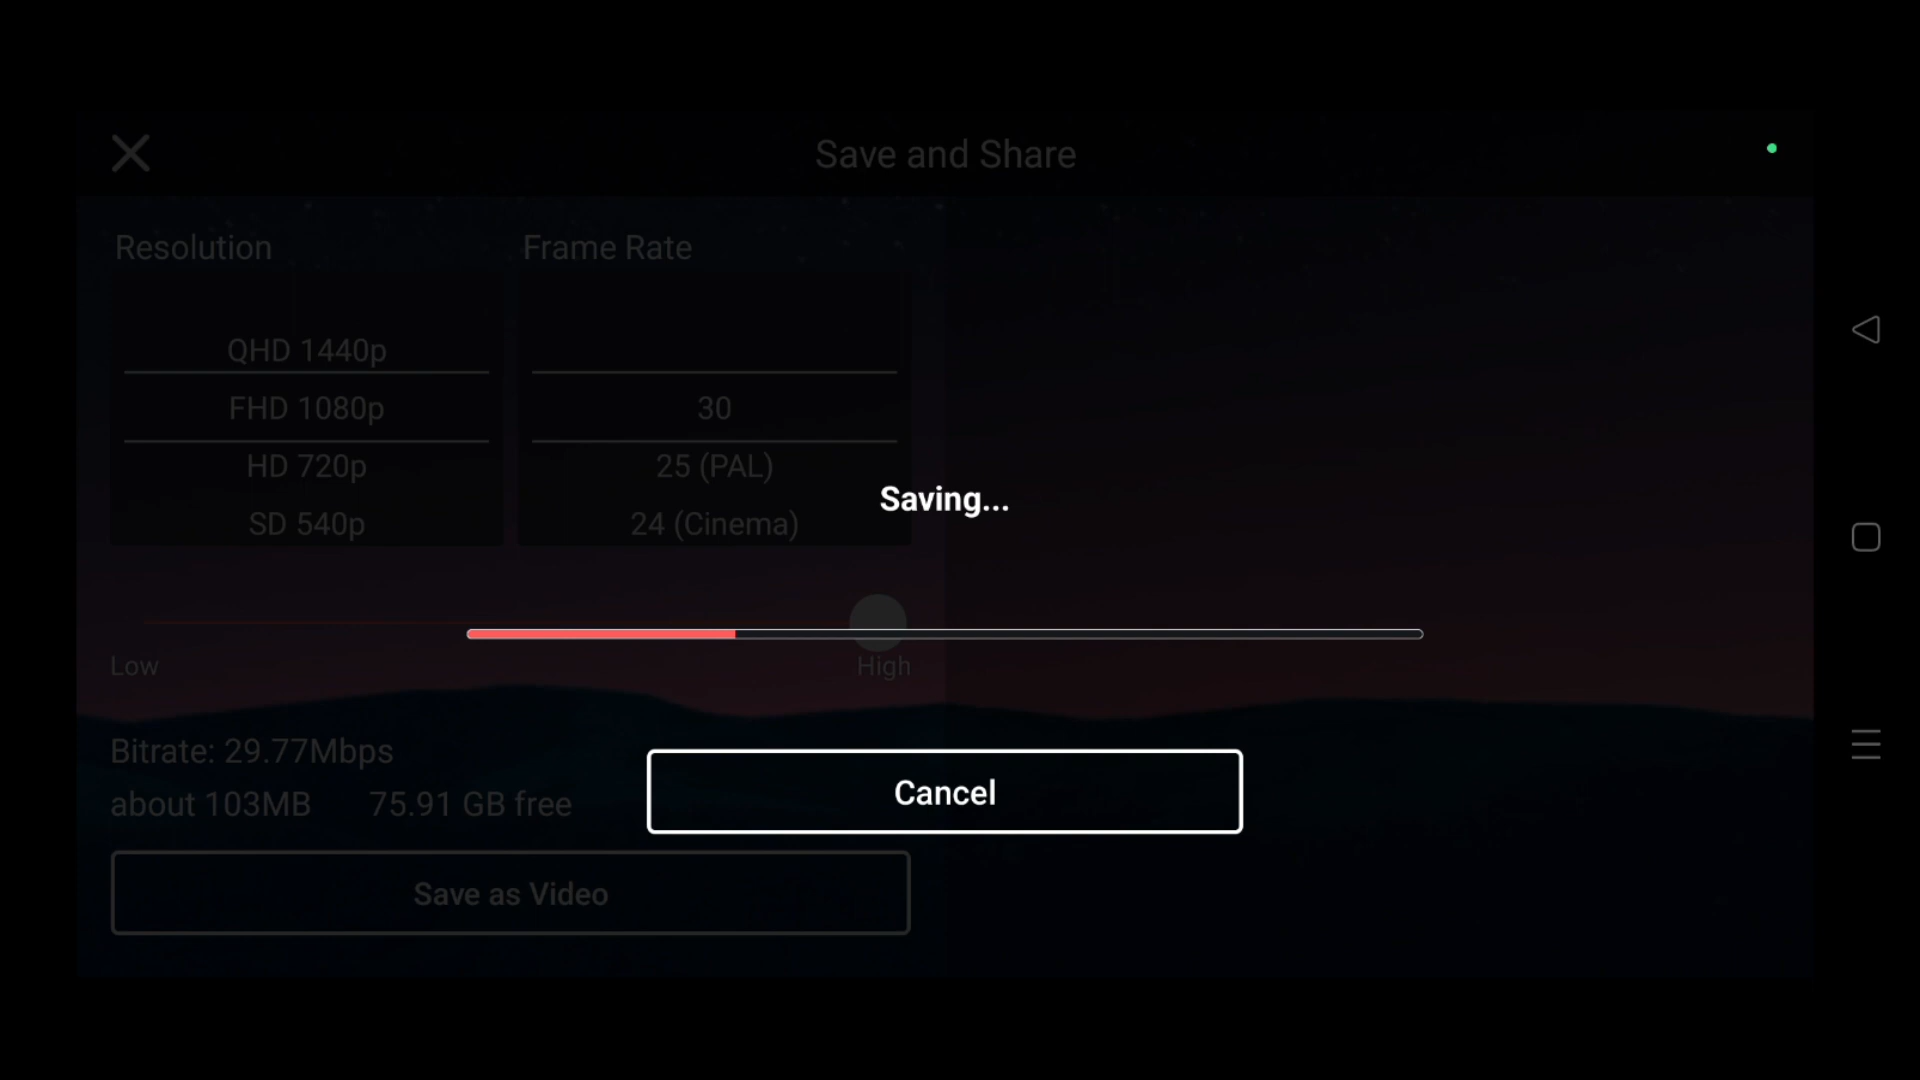 Save and Share
Resolution
Frame Rate
QHD 1440p
FHD 1080p
HD 720p
SD 540p
30
25 (PAL)
24 (Cinema)
Saving...
Low
High
Bitrate: 29.77Mbps
about 103MB
75.91 GB free
Cancel
Save as Video